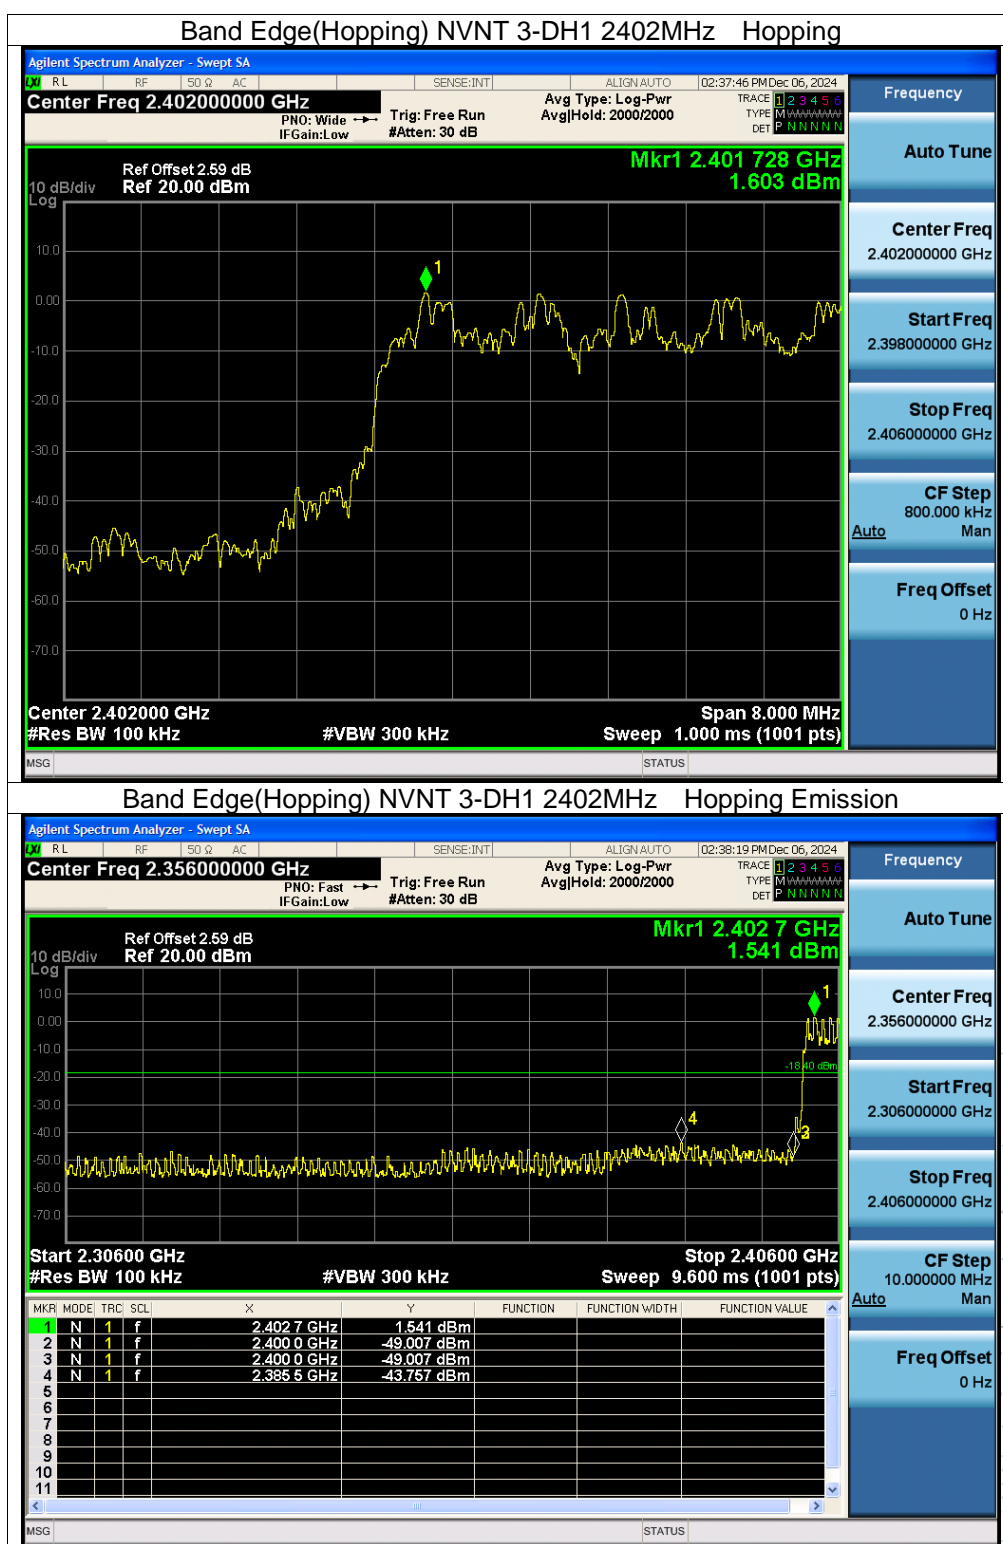 Band Edge(Hopping) NVNT 3-DH1 2402MHz Hopping
Agilent Spectrum Analyzer - Swept SA
LXI RL RF 50 Ω AC SENSE:INT ALIGNAUTO 02:37:46 PM Dec 06, 2024
Center Freq 2.402000000 GHz
PNO: Wide
IFGain:Low
Trig: Free Run
#Atten: 30 dB
Avg Type: Log-Pwr
Avg|Hold: 2000/2000
TRACE 1 2 3 4 5 6
TYPE M
DET P N N N N N
Frequency
Auto Tune
Center Freq
2.402000000 GHz
Start Freq
2.398000000 GHz
Stop Freq
2.406000000 GHz
CF Step
800.000 kHz
Auto Man
Freq Offset
0 Hz
Mkr1 2.401 728 GHz
1.603 dBm
Ref Offset 2.59 dB
10 dB/div Ref 20.00 dBm
Log
1
10.0
0.00
-10.0
-20.0
-30.0
-40.0
-50.0
-60.0
-70.0
Center 2.402000 GHz Span 8.000 MHz
#Res BW 100 kHz #VBW 300 kHz Sweep 1.000 ms (1001 pts)
MSG STATUS
Band Edge(Hopping) NVNT 3-DH1 2402MHz Hopping Emission
Agilent Spectrum Analyzer - Swept SA
LXI RL RF 50 Ω AC SENSE:INT ALIGNAUTO 02:38:19 PM Dec 06, 2024
Center Freq 2.356000000 GHz
PNO: Fast
IFGain:Low
Trig: Free Run
#Atten: 30 dB
Avg Type: Log-Pwr
Avg|Hold: 2000/2000
TRACE 1 2 3 4 5 6
TYPE M
DET P N N N N N
Frequency
Auto Tune
Center Freq
2.356000000 GHz
Start Freq
2.306000000 GHz
Stop Freq
2.406000000 GHz
CF Step
10.000000 MHz
Auto Man
Freq Offset
0 Hz
Mkr1 2.402 7 GHz
1.541 dBm
Ref Offset 2.59 dB
10 dB/div Ref 20.00 dBm
Log
1
10.0
0.00
-10.0
-18.40 dBm
-20.0
-30.0
4
-40.0
-50.0
-60.0
-70.0
Start 2.30600 GHz Stop 2.40600 GHz
#Res BW 100 kHz #VBW 300 kHz Sweep 9.600 ms (1001 pts)
MKR MODE TRC SCL X Y FUNCTION FUNCTION WIDTH FUNCTION VALUE
1 N 1 f 2.402 7 GHz 1.541 dBm
2 N 1 f 2.400 0 GHz -49.007 dBm
3 N 1 f 2.400 0 GHz -49.007 dBm
4 N 1 f 2.385 5 GHz -43.757 dBm
5
6
7
8
9
10
11
MSG STATUS